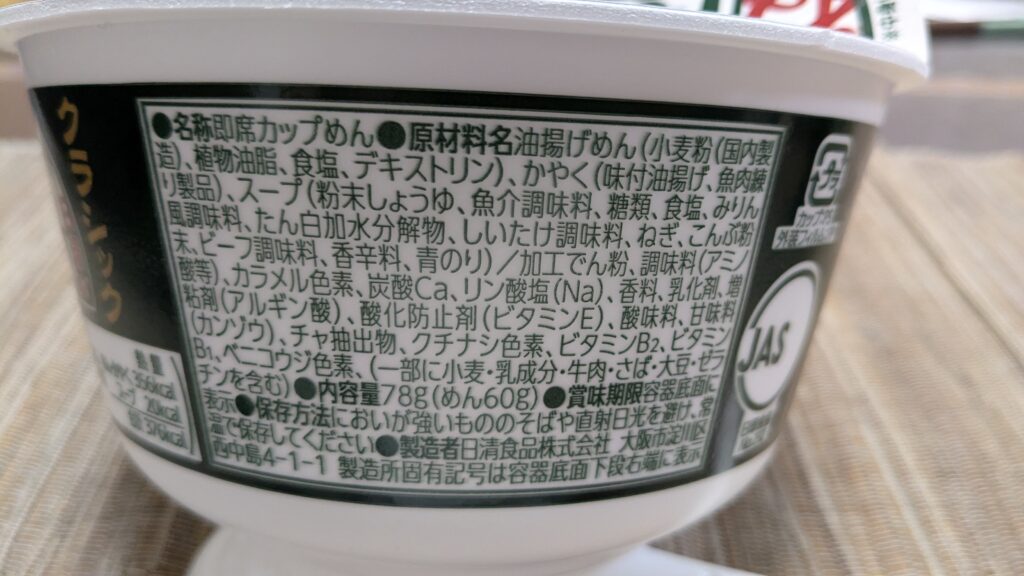 クラシック
●名称即席カップめん●原材料名油揚げめん(小麦粉(国内製
造)、植物油脂、食塩、デキストリン)、かやく(味付油揚げ、魚肉練
り製品)、スープ(粉末しょうゆ、魚介調味料、糖類、食塩、みりん
風調味料、たん白加水分解物、しいたけ調味料、ねぎ、こんぶ粉
末、ビーフ調味料、香辛料、青のり)/加工でん粉、調味料(アミノ
酸等)、カラメル色素、炭酸Ca、リン酸塩(Na)、香料、乳化剤、増
粘剤(アルギン酸)、酸化防止剤(ビタミンE)、酸味料、甘味料
(カンゾウ)、チャ抽出物、クチナシ色素、ビタミンB₂、ビタミン
B₁、ベニコウジ色素、(一部に小麦・乳成分・牛肉・さば・大豆・ゼラ
チンを含む)●内容量78g(めん60g)●賞味期限容器底面に
表示●保存方法においが強いもののそばや直射日光を避け、常
温で保存してください●製造者日清食品株式会社 大阪市淀川区
西中島4-1-1 製造所固有記号は容器底面下段右端に表示
356kcal
20kcal
376kcal
プラ
JAS